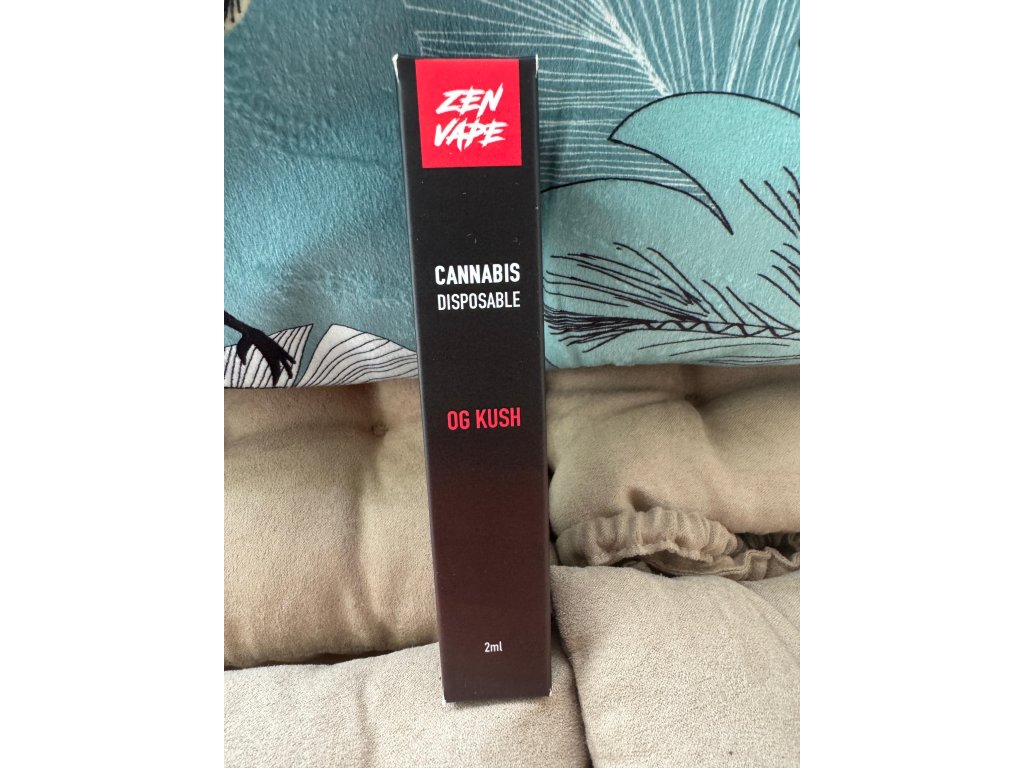 ZEN
VAPE
CANNABIS
DISPOSABLE
OG KUSH
2ml